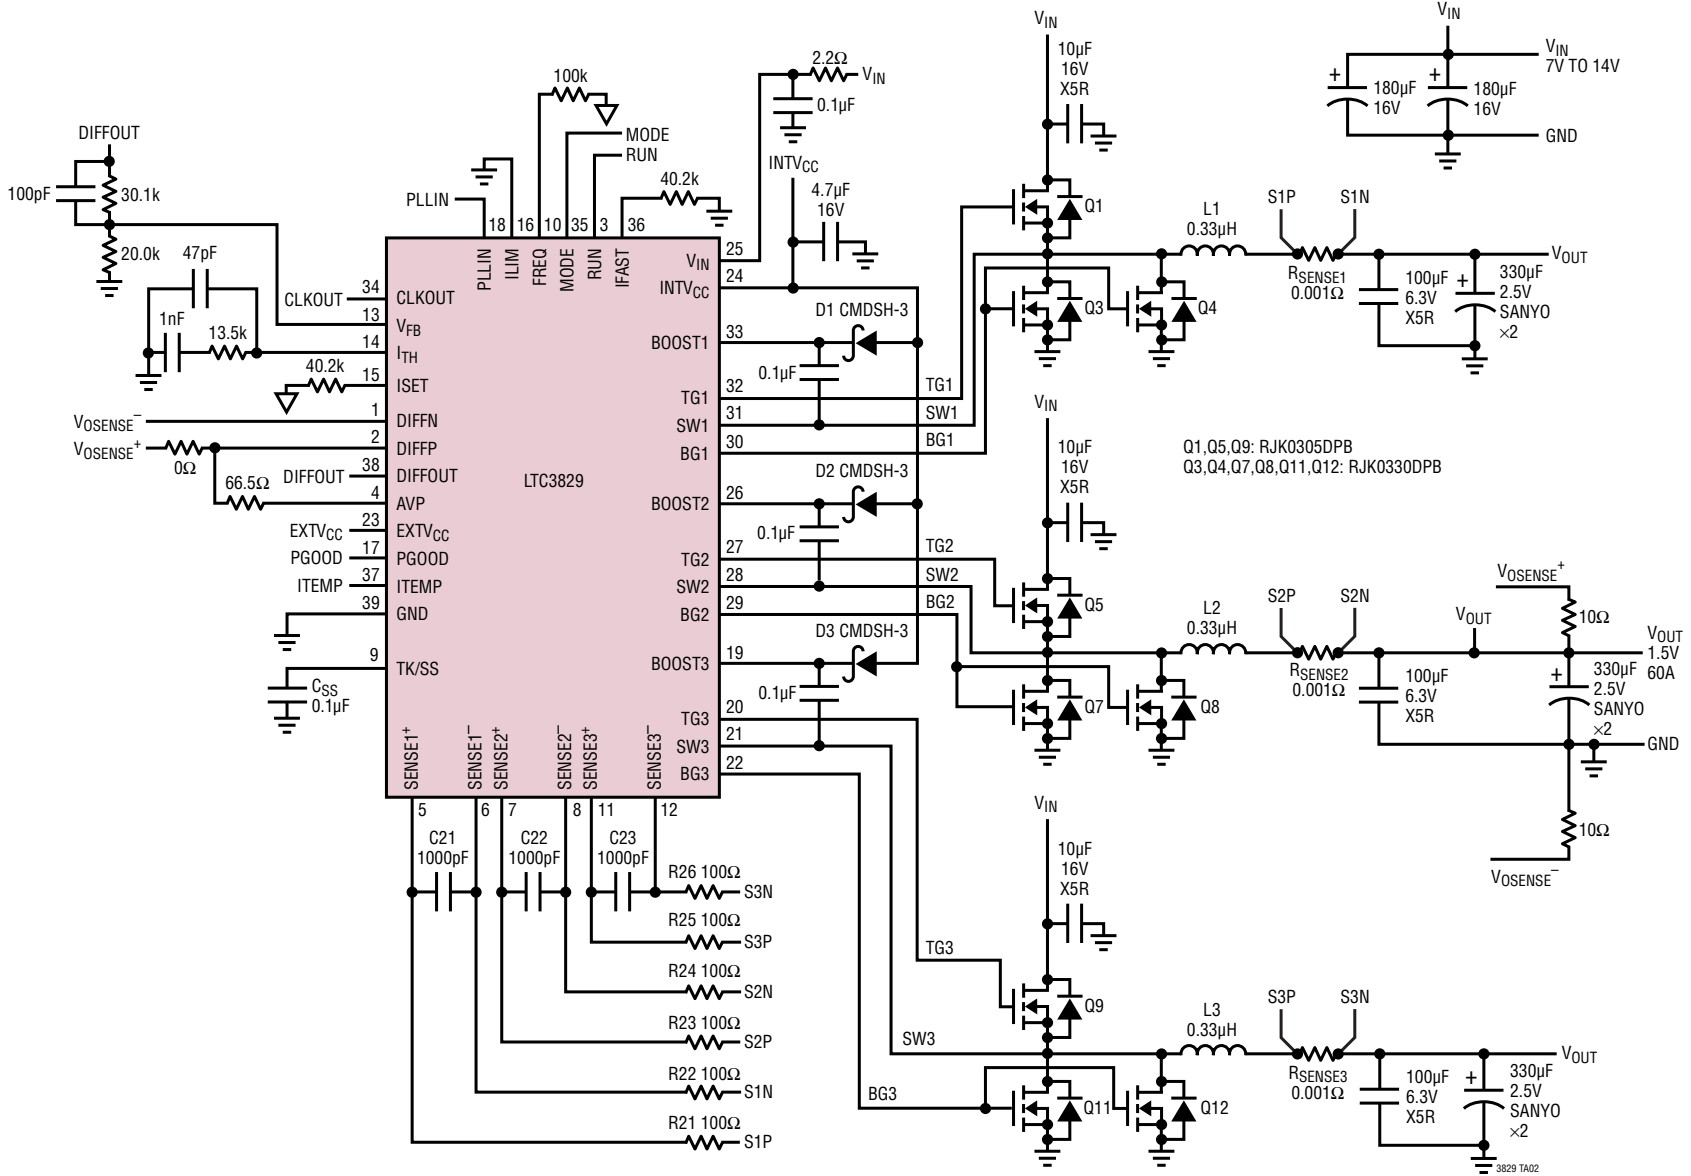 DIFFOUT
100pF
30.1k
20.0k
47pF
1nF
13.5k
40.2k
CLKOUT
34
13
14
15
VOSENSE−
1
VOSENSE+
2
0Ω
DIFFOUT
38
66.5Ω
4
EXTVCC
23
PGOOD
17
ITEMP
37
39
9
CSS
0.1µF
PLLIN
18
16
10
35
3
36
100k
MODE
RUN
40.2k
PLLIN
ILIM
FREQ
MODE
RUN
IFAST
CLKOUT
VFB
ITH
ISET
DIFFN
DIFFP
DIFFOUT
AVP
EXTVCC
PGOOD
ITEMP
GND
TK/SS
LTC3829
VIN
INTVCC
BOOST1
TG1
SW1
BG1
BOOST2
TG2
SW2
BG2
BOOST3
TG3
SW3
BG3
SENSE1+
SENSE1−
SENSE2+
SENSE2−
SENSE3+
SENSE3−
25
24
33
32
31
30
26
27
28
29
19
20
21
22
5
6
7
8
11
12
2.2Ω
VIN
0.1µF
INTVCC
4.7µF
16V
D1 CMDSH-3
0.1µF
TG1
SW1
BG1
D2 CMDSH-3
0.1µF
TG2
SW2
BG2
D3 CMDSH-3
0.1µF
TG3
SW3
BG3
C21
1000pF
C22
1000pF
C23
1000pF
R26 100Ω
S3N
R25 100Ω
S3P
R24 100Ω
S2N
R23 100Ω
S2P
R22 100Ω
S1N
R21 100Ω
S1P
VIN
10µF
16V
X5R
Q1
Q3
Q4
L1
0.33µH
S1P
S1N
RSENSE1
0.001Ω
100µF
6.3V
X5R
330µF
2.5V
SANYO
×2
VOUT
VIN
VIN
7V TO 14V
180µF
16V
180µF
16V
GND
VIN
10µF
16V
X5R
Q1,Q5,Q9: RJK0305DPB
Q3,Q4,Q7,Q8,Q11,Q12: RJK0330DPB
Q5
Q7
Q8
L2
0.33µH
S2P
S2N
RSENSE2
0.001Ω
100µF
6.3V
X5R
VOUT
VOSENSE+
10Ω
VOUT
1.5V
60A
330µF
2.5V
SANYO
×2
GND
10Ω
VOSENSE−
VIN
10µF
16V
X5R
Q9
Q11
Q12
L3
0.33µH
S3P
S3N
RSENSE3
0.001Ω
100µF
6.3V
X5R
330µF
2.5V
SANYO
×2
VOUT
3829 TA02